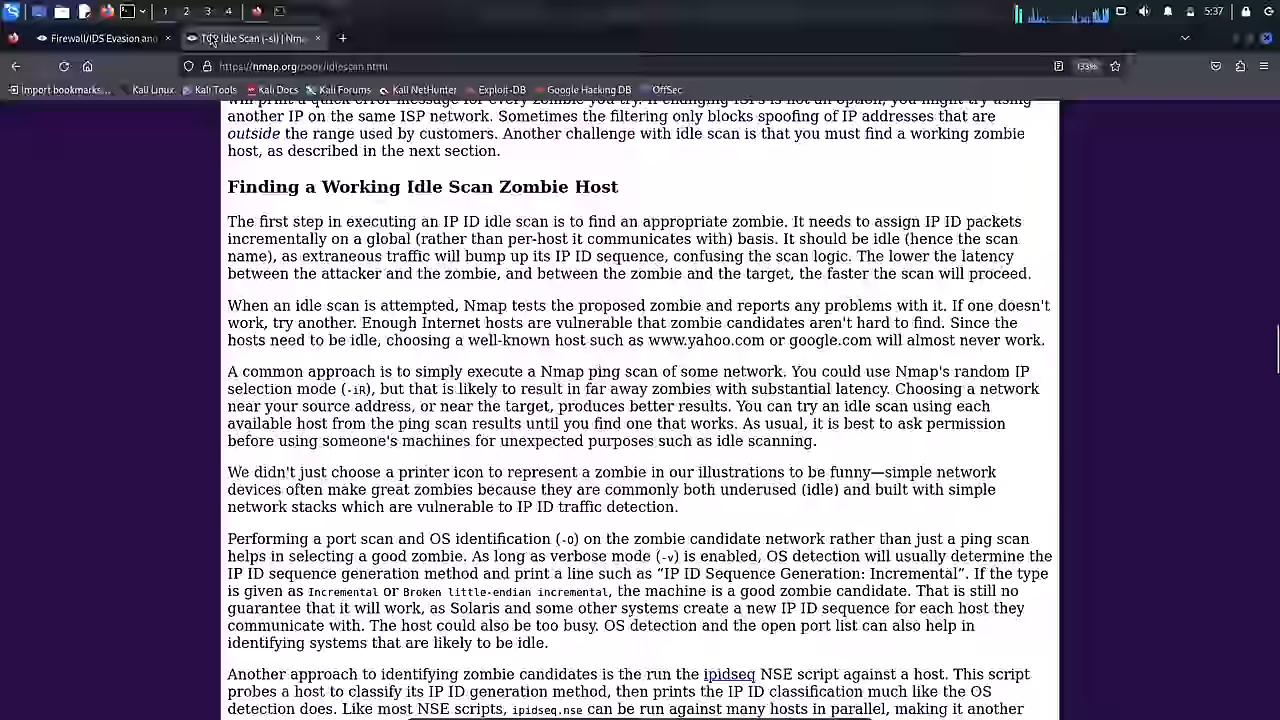 1 2 3 4 5:37
Firewall/IDS Evasion and × TCP Idle Scan (-sI) | Nma × +
https://nmap.org/book/idlescan.html 133%
Import bookmarks... Kali Linux Kali Tools Kali Docs Kali Forums Kali NetHunter Exploit-DB Google Hacking DB OffSec
will print a quick error message for every zombie you try. If changing ISPs is not an option, you might try using
another IP on the same ISP network. Sometimes the filtering only blocks spoofing of IP addresses that are
outside the range used by customers. Another challenge with idle scan is that you must find a working zombie
host, as described in the next section.
Finding a Working Idle Scan Zombie Host
The first step in executing an IP ID idle scan is to find an appropriate zombie. It needs to assign IP ID packets
incrementally on a global (rather than per-host it communicates with) basis. It should be idle (hence the scan
name), as extraneous traffic will bump up its IP ID sequence, confusing the scan logic. The lower the latency
between the attacker and the zombie, and between the zombie and the target, the faster the scan will proceed.
When an idle scan is attempted, Nmap tests the proposed zombie and reports any problems with it. If one doesn't
work, try another. Enough Internet hosts are vulnerable that zombie candidates aren't hard to find. Since the
hosts need to be idle, choosing a well-known host such as www.yahoo.com or google.com will almost never work.
A common approach is to simply execute a Nmap ping scan of some network. You could use Nmap's random IP
selection mode (-iR), but that is likely to result in far away zombies with substantial latency. Choosing a network
near your source address, or near the target, produces better results. You can try an idle scan using each
available host from the ping scan results until you find one that works. As usual, it is best to ask permission
before using someone's machines for unexpected purposes such as idle scanning.
We didn't just choose a printer icon to represent a zombie in our illustrations to be funny—simple network
devices often make great zombies because they are commonly both underused (idle) and built with simple
network stacks which are vulnerable to IP ID traffic detection.
Performing a port scan and OS identification (-O) on the zombie candidate network rather than just a ping scan
helps in selecting a good zombie. As long as verbose mode (-v) is enabled, OS detection will usually determine the
IP ID sequence generation method and print a line such as “IP ID Sequence Generation: Incremental”. If the type
is given as Incremental or Broken little-endian incremental, the machine is a good zombie candidate. That is still no
guarantee that it will work, as Solaris and some other systems create a new IP ID sequence for each host they
communicate with. The host could also be too busy. OS detection and the open port list can also help in
identifying systems that are likely to be idle.
Another approach to identifying zombie candidates is the run the ipidseq NSE script against a host. This script
probes a host to classify its IP ID generation method, then prints the IP ID classification much like the OS
detection does. Like most NSE scripts, ipidseq.nse can be run against many hosts in parallel, making it another